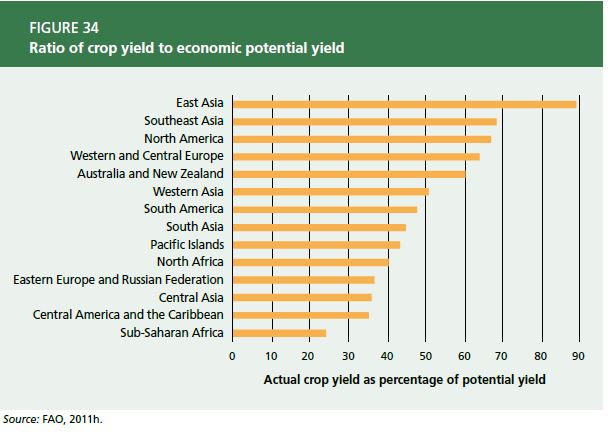 FIGURE 34
Ratio of crop yield to economic potential yield
East Asia
Southeast Asia
North America
Western and Central Europe
Australia and New Zealand
Western Asia
South America
South Asia
Pacific Islands
North Africa
Eastern Europe and Russian Federation
Central Asia
Central America and the Caribbean
Sub-Saharan Africa
0 10 20 30 40 50 60 70 80 90
Actual crop yield as percentage of potential yield
Source: FAO, 2011h.